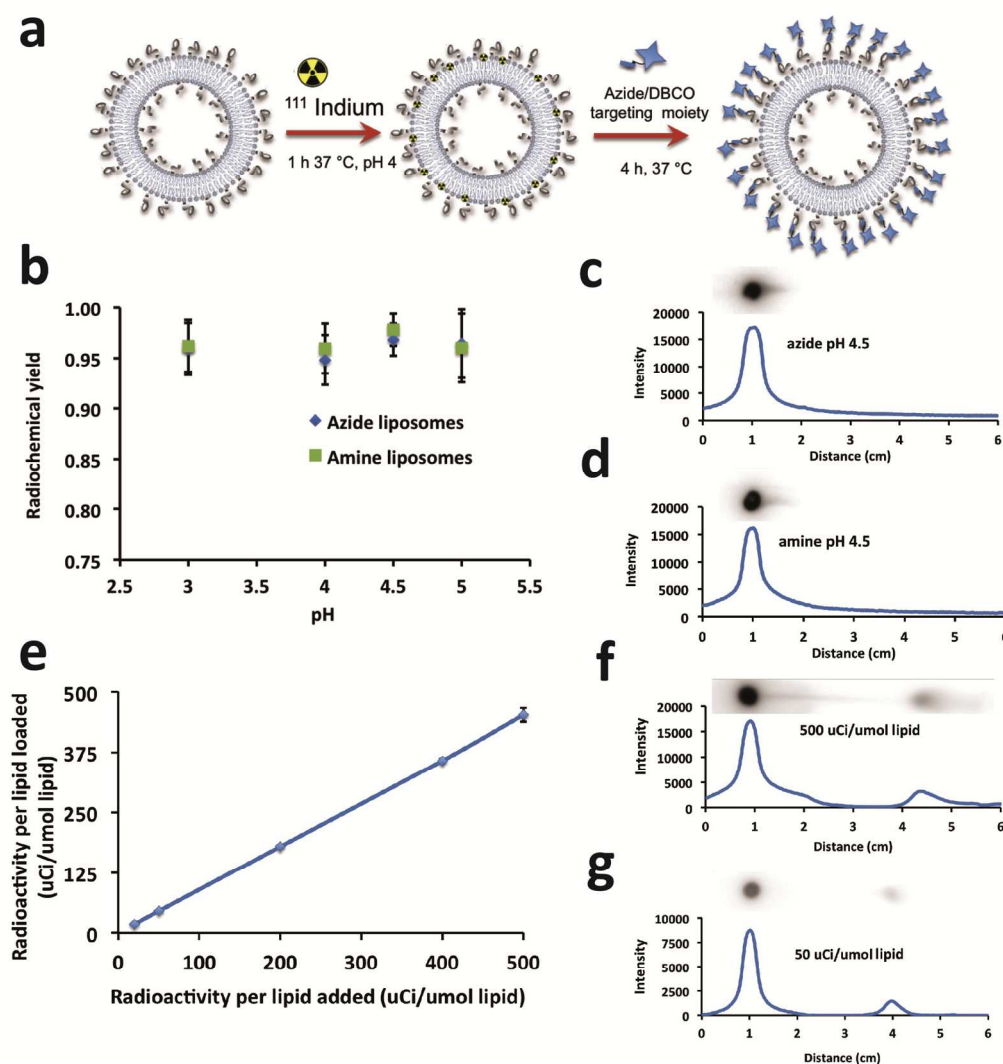 a
111 Indium
1 h 37 °C, pH 4
Azide/DBCO
targeting moiety
4 h, 37 °C
b
Radiochemical yield
1.00
0.95
0.90
0.85
0.80
0.75
2.5 3 3.5 4 4.5 5 5.5
pH
Azide liposomes
Amine liposomes
c
Intensity
20000
15000
10000
5000
0
azide pH 4.5
0 1 2 3 4 5 6
Distance (cm)
d
Intensity
20000
15000
10000
5000
0
amine pH 4.5
0 1 2 3 4 5 6
Distance (cm)
e
Radioactivity per lipid loaded
(uCi/umol lipid)
500
375
250
125
0
0 100 200 300 400 500
Radioactivity per lipid added (uCi/umol lipid)
f
Intensity
20000
15000
10000
5000
0
500 uCi/umol lipid
0 1 2 3 4 5 6
Distance (cm)
g
Intensity
10000
7500
5000
2500
0
50 uCi/umol lipid
0 1 2 3 4 5 6
Distance (cm)